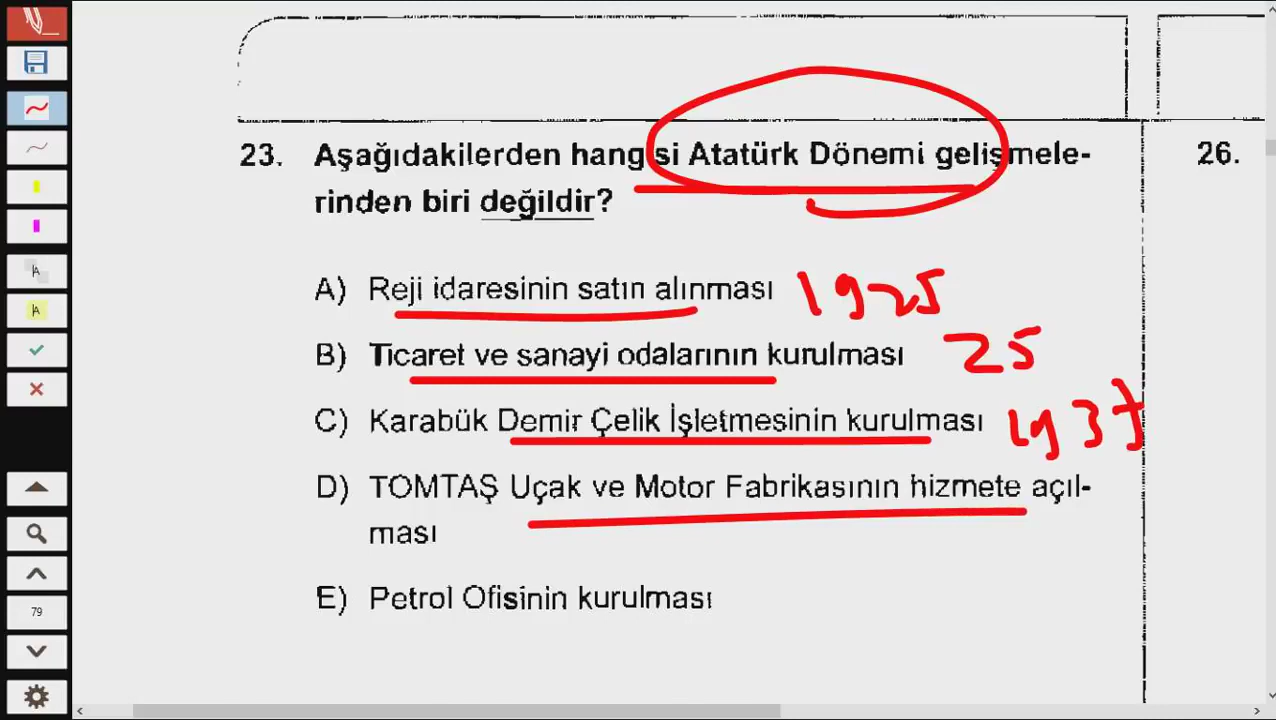 23. Aşağıdakilerden hangisi Atatürk Dönemi gelişmele-
26.
rinden biri değildir?
A) Reji idaresinin satın alınması 1925
B) Ticaret ve sanayi odalarının kurulması 25
C) Karabük Demir Çelik İşletmesinin kurulması 1937
D) TOMTAŞ Uçak ve Motor Fabrikasının hizmete açıl-
ması
E) Petrol Ofisinin kurulması
A
A
79